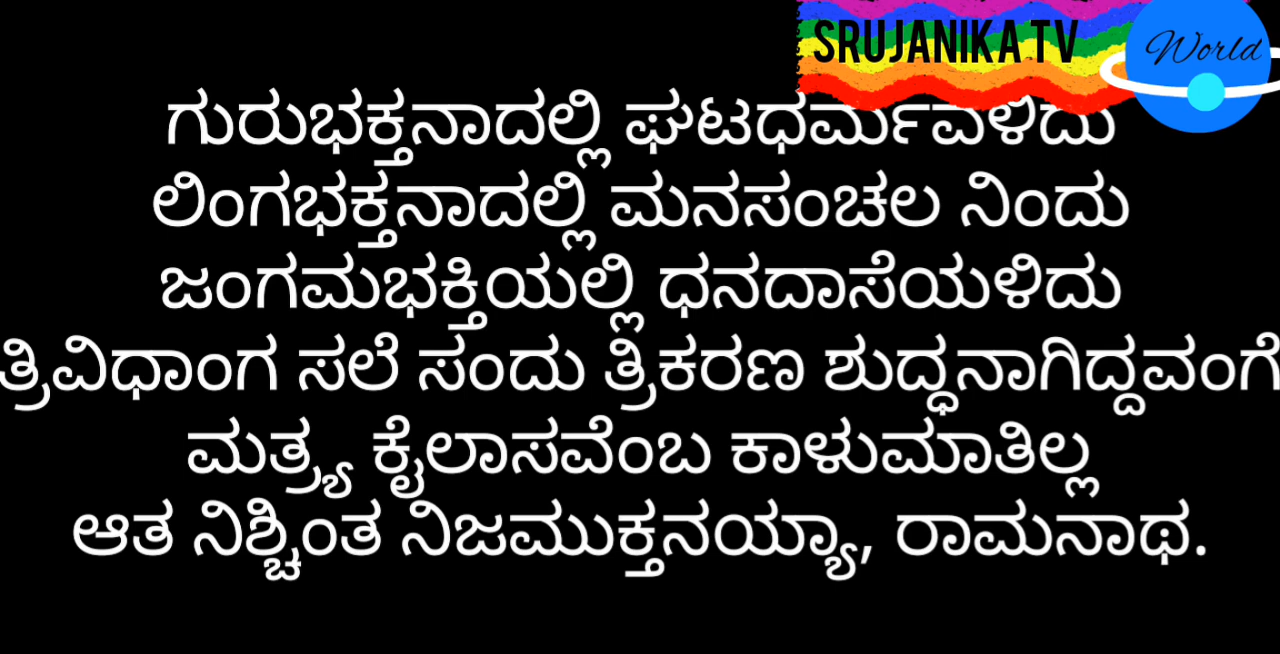 SRUJANIKA TV
World
ಗುರುಭಕ್ತನಾದಲ್ಲಿ ಘಟಧರ್ಮವಳಿದು
ಲಿಂಗಭಕ್ತನಾದಲ್ಲಿ ಮನಸಂಚಲ ನಿಂದು
ಜಂಗಮಭಕ್ತಿಯಲ್ಲಿ ಧನದಾಸೆಯಳಿದು
ತ್ರಿವಿಧಾಂಗ ಸಲೆ ಸಂದು ತ್ರಿಕರಣ ಶುದ್ಧನಾಗಿದ್ದವಂಗೆ
ಮತ್ರ್ಯ ಕೈಲಾಸವೆಂಬ ಕಾಳುಮಾತಿಲ್ಲ
ಆತ ನಿಶ್ಚಿಂತ ನಿಜಮುಕ್ತನಯ್ಯಾ, ರಾಮನಾಥ.